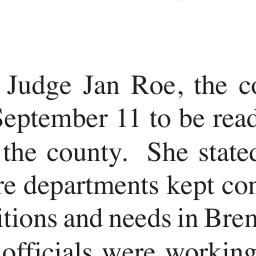 Judge Jan Roe, the co
September 11 to be read
the county. She stated
re departments kept con
itions and needs in Bren
officials were working